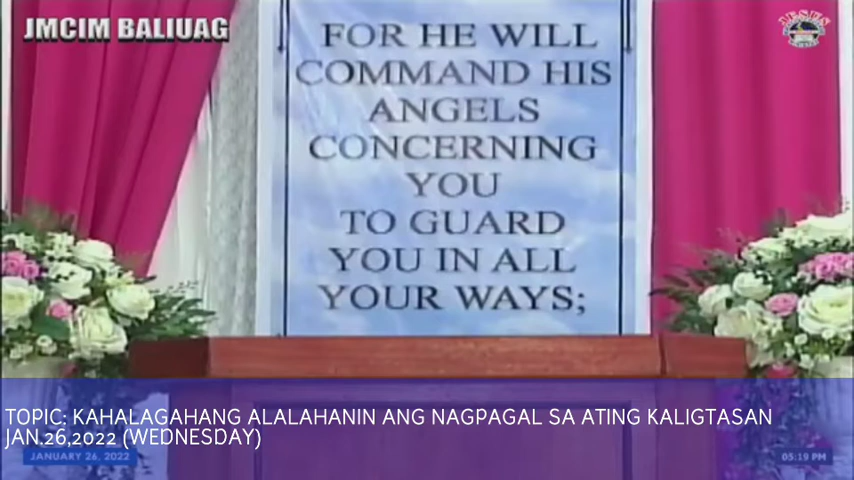 JMCIM BALIUAG
JESUS
FOR HE WILL
COMMAND HIS
ANGELS
CONCERNING
YOU
TO GUARD
YOU IN ALL
YOUR WAYS;
TOPIC: KAHALAGAHANG ALALAHANIN ANG NAGPAGAL SA ATING KALIGTASAN
JAN.26,2022 (WEDNESDAY)
JANUARY 26, 2022
05:19 PM